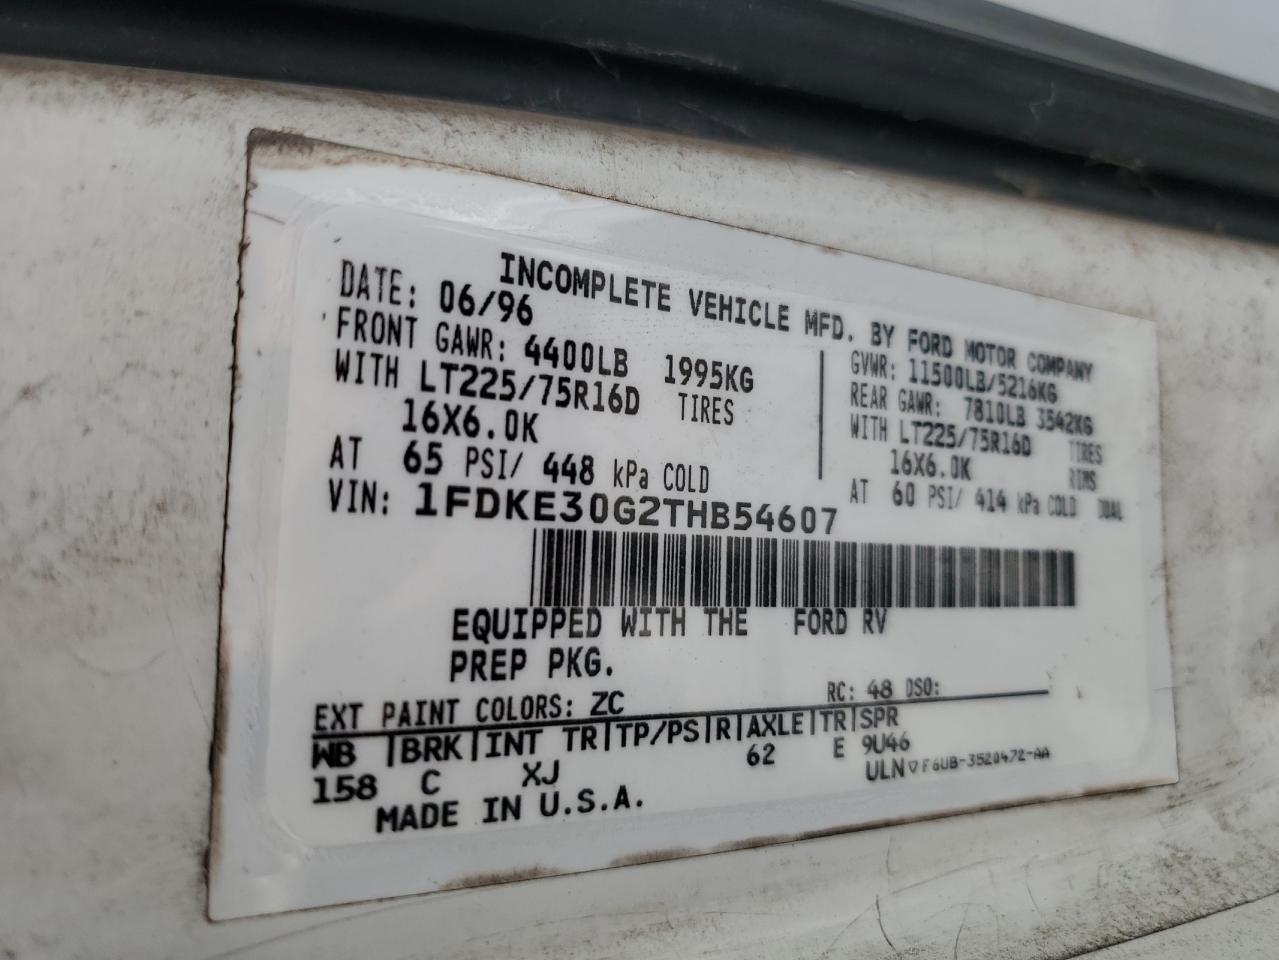 INCOMPLETE VEHICLE MFD. BY FORD MOTOR COMPANY
DATE: 06/96
FRONT GAWR: 4400LB 1995KG
WITH LT225/75R16D TIRES
16X6.0K
AT 65 PSI/ 448 kPa COLD
GVWR: 11500LB/5216KG
REAR GAWR: 7810LB 3542KG
WITH LT225/75R16D TIRES
16X6.0K RIMS
AT 60 PSI/ 414 kPa COLD DUAL
VIN: 1FDKE30G2THB54607
EQUIPPED WITH THE FORD RV
PREP PKG.
EXT PAINT COLORS: ZC RC: 48 DSO:
WB |BRK|INT TR|TP/PS|R|AXLE|TR|SPR
158 C XJ 62 E 9U46
MADE IN U.S.A. ULN▽F6UB-3520472-AA